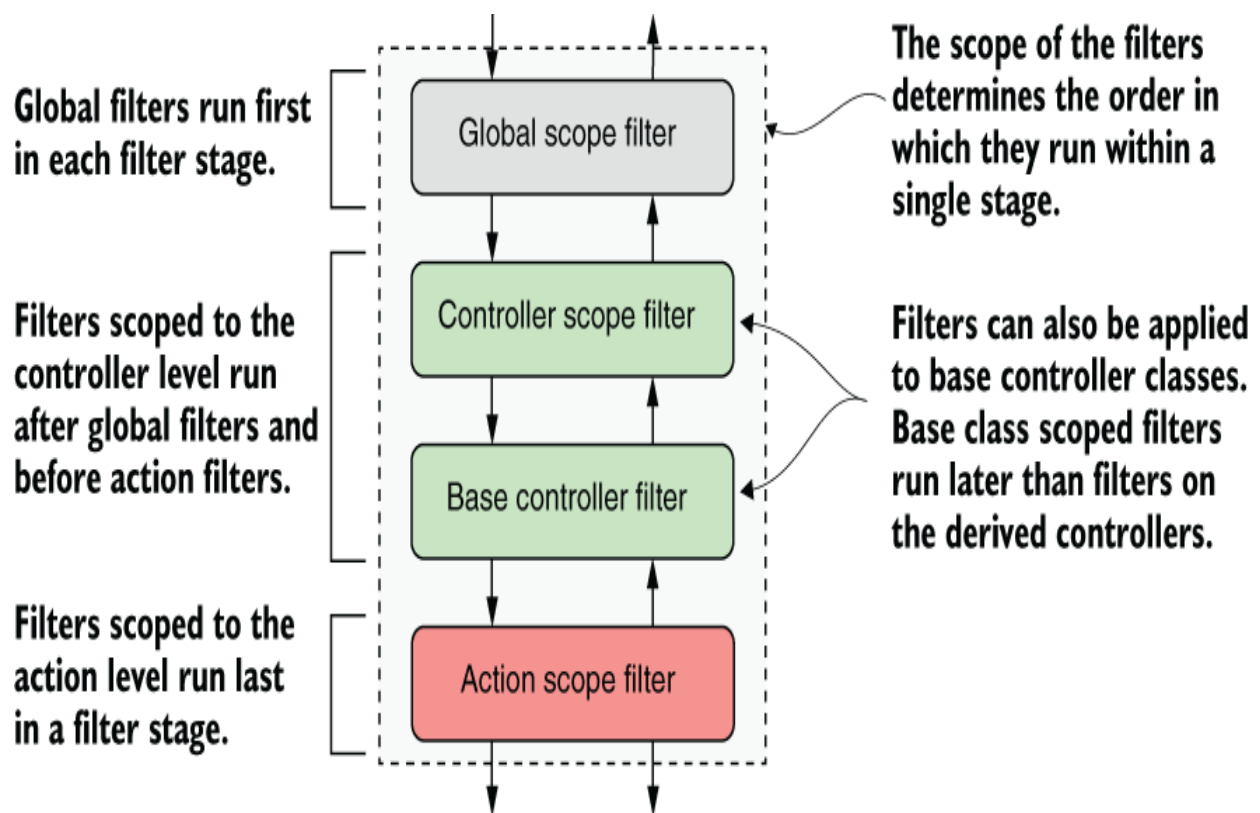 Global filters run first
in each filter stage.
Global scope filter
The scope of the filters
determines the order in
which they run within a
single stage.
Filters scoped to the
controller level run
after global filters and
before action filters.
Controller scope filter
Base controller filter
Filters can also be applied
to base controller classes.
Base class scoped filters
run later than filters on
the derived controllers.
Filters scoped to the
action level run last
in a filter stage.
Action scope filter